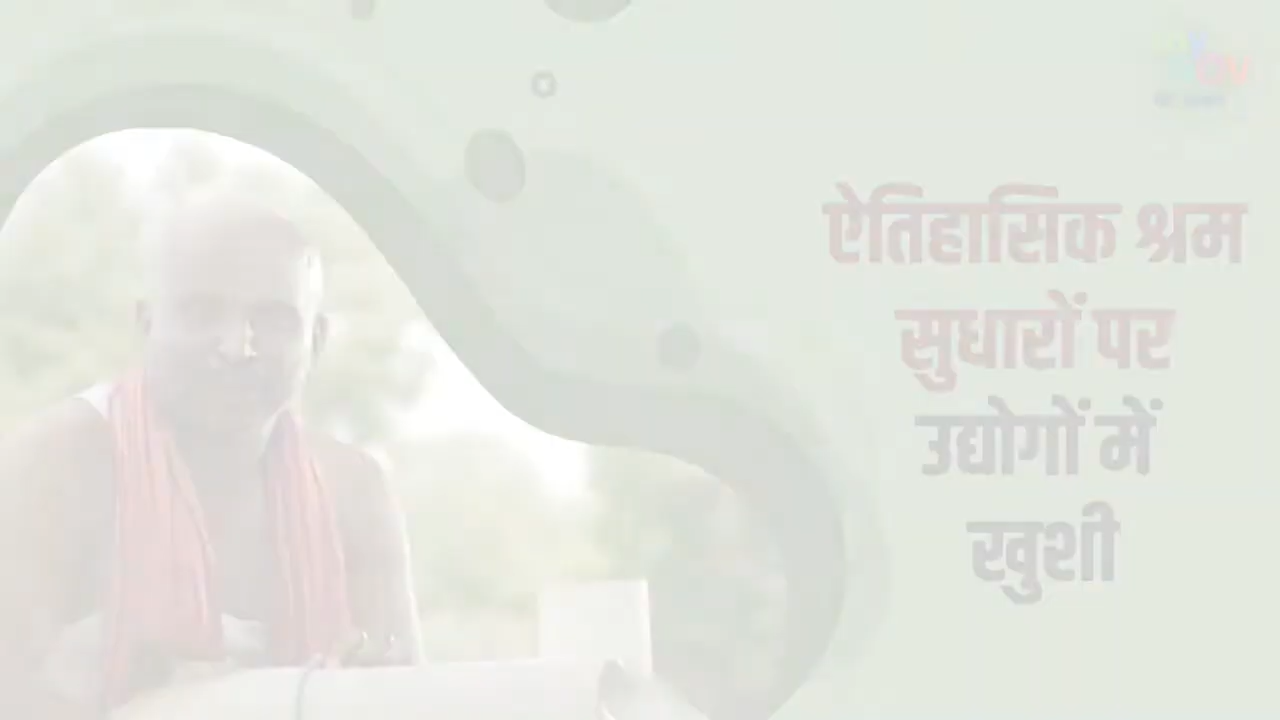 ऐतिहासिक श्रम
सुधारों पर
उद्योगों में
खुशी